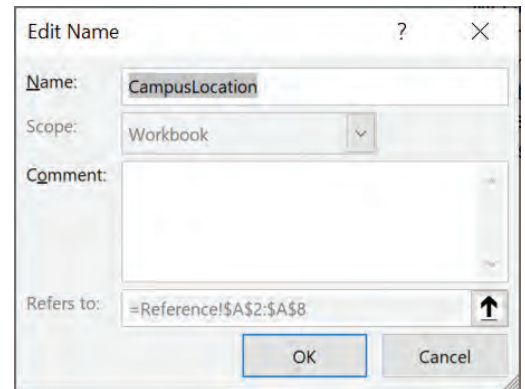 Edit Name ? ×
Name: CampusLocation
Scope: Workbook
Comment:
Refers to: =Reference!$A$2:$A$8
OK Cancel